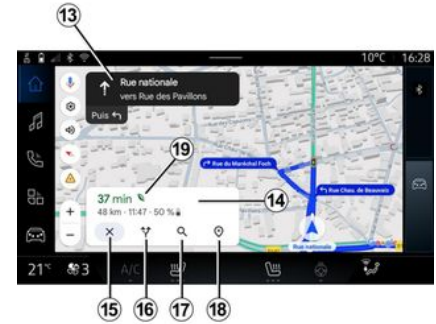 13
10°C 16:28
Rue nationale
vers Rue des Pavillons
Puis
19
Rue du Maréchal Foch
37 min
14
48 km · 11:47 · 50 %
Rue Chau. de Beauvais
Rue nationale
+
−
21°c 3 A/C
15 16 17 18